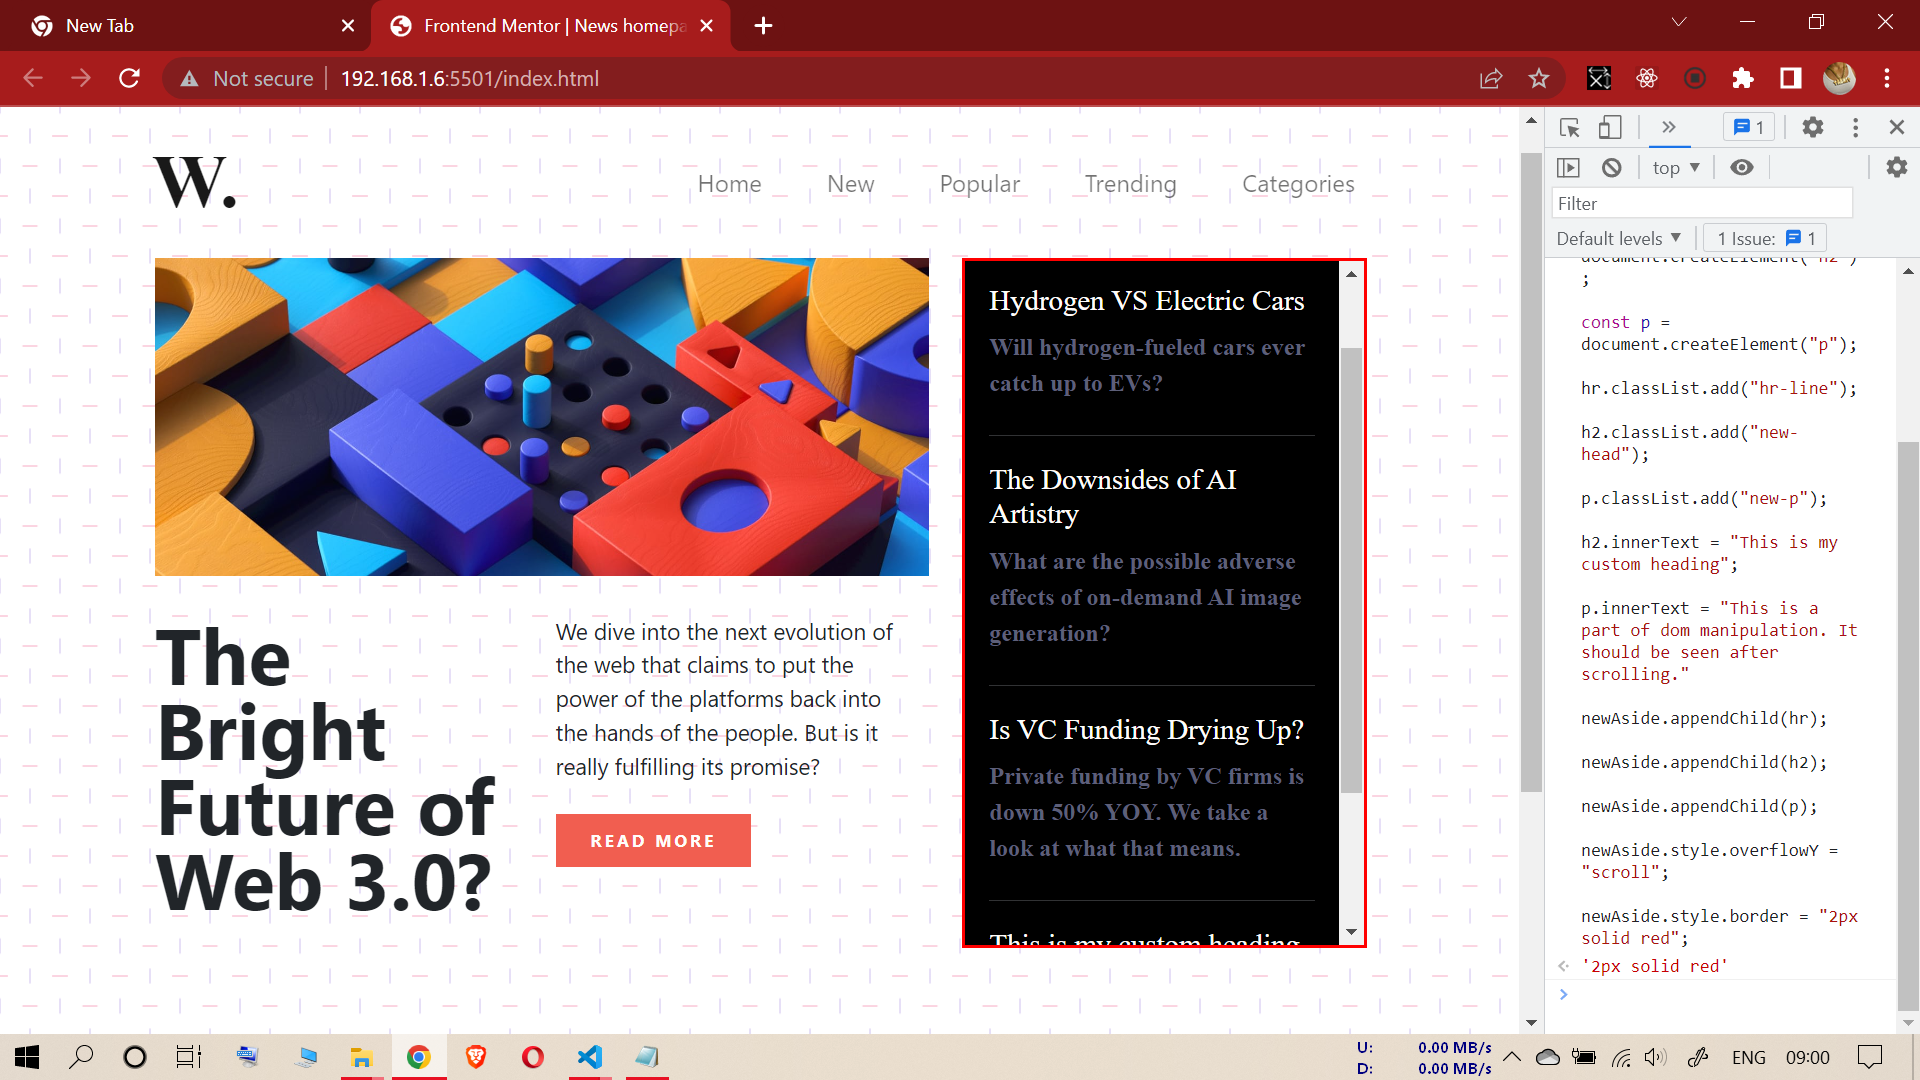 New Tab
Frontend Mentor | News homepa
Not secure
192.168.1.6:5501/index.html
W.
Home
New
Popular
Trending
Categories
The
Bright
Future of
Web 3.0?
We dive into the next evolution of
the web that claims to put the
power of the platforms back into
the hands of the people. But is it
really fulfilling its promise?
READ MORE
Hydrogen VS Electric Cars
Will hydrogen-fueled cars ever
catch up to EVs?
The Downsides of AI
Artistry
What are the possible adverse
effects of on-demand AI image
generation?
Is VC Funding Drying Up?
Private funding by VC firms is
down 50% YOY. We take a
look at what that means.
This is my custom heading
1
top
Filter
Default levels
1 Issue: 1
document.createElement("h2")
;
const p =
document.createElement("p");
hr.classList.add("hr-line");
h2.classList.add("new-
head");
p.classList.add("new-p");
h2.innerText = "This is my
custom heading";
p.innerText = "This is a
part of dom manipulation. It
should be seen after
scrolling."
newAside.appendChild(hr);
newAside.appendChild(h2);
newAside.appendChild(p);
newAside.style.overflowY =
"scroll";
newAside.style.border = "2px
solid red";
'2px solid red'
U: 0.00 MB/s
D: 0.00 MB/s
ENG
09:00